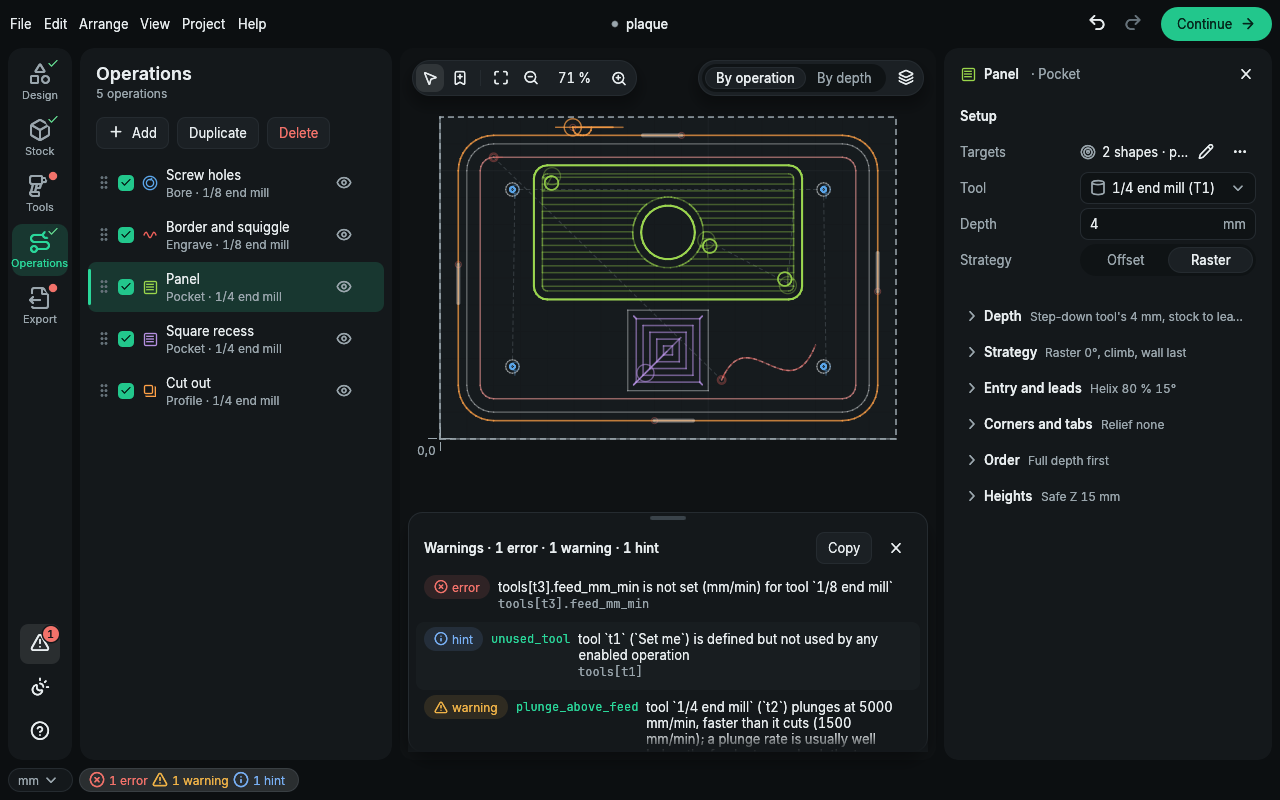 File Edit Arrange View Project Help
plaque
Continue
Design
Stock
Tools
Operations
Export
1
Operations
5 operations
Add
Duplicate
Delete
Screw holes
Bore · 1/8 end mill
Border and squiggle
Engrave · 1/8 end mill
Panel
Pocket · 1/4 end mill
Square recess
Pocket · 1/4 end mill
Cut out
Profile · 1/4 end mill
71 %
By operation
By depth
0,0
Warnings · 1 error · 1 warning · 1 hint
Copy
error
tools[t3].feed_mm_min is not set (mm/min) for tool `1/8 end mill`
tools[t3].feed_mm_min
hint
unused_tool
tool `t1` (`Set me`) is defined but not used by any
enabled operation
tools[t1]
warning
plunge_above_feed
tool `1/4 end mill` (`t2`) plunges at 5000
mm/min, faster than it cuts (1500
mm/min); a plunge rate is usually well
Panel · Pocket
Setup
Targets
2 shapes · p...
Tool
1/4 end mill (T1)
Depth
4
mm
Strategy
Offset
Raster
Depth Step-down tool's 4 mm, stock to lea...
Strategy Raster 0°, climb, wall last
Entry and leads Helix 80 % 15°
Corners and tabs Relief none
Order Full depth first
Heights Safe Z 15 mm
mm
1 error
1 warning
1 hint